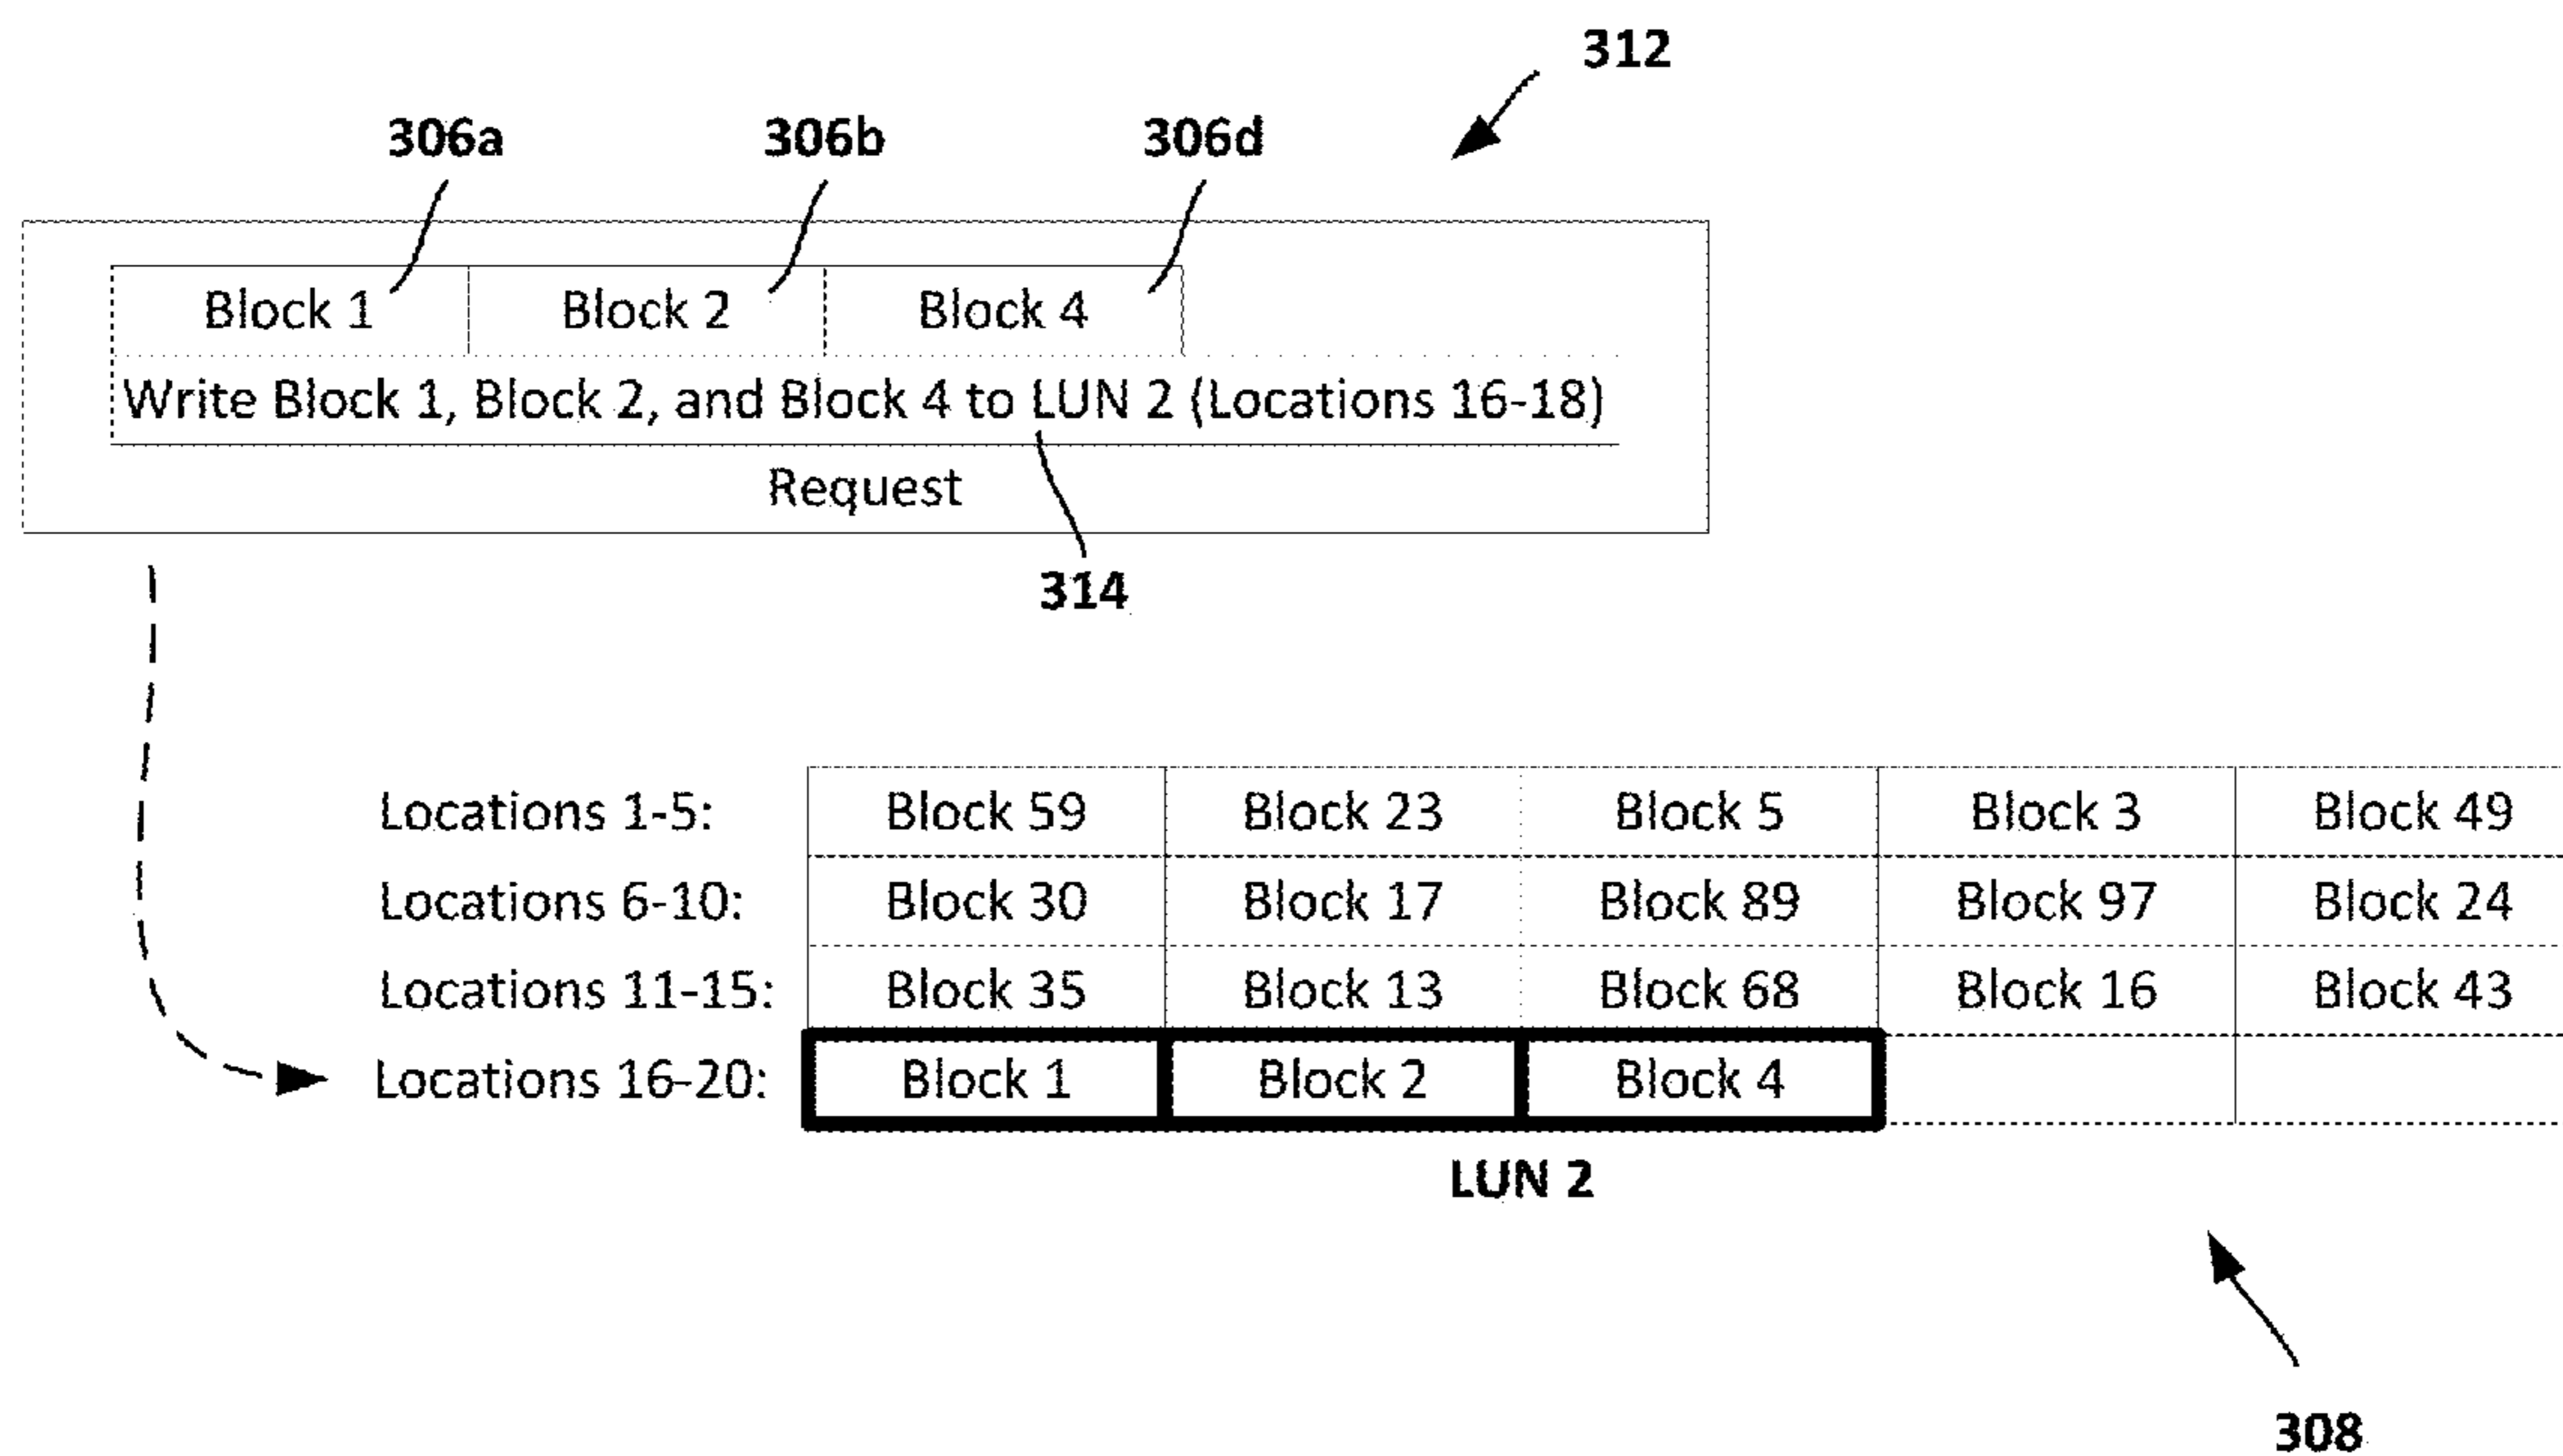 312
306a 306b 306d
Block 1 Block 2 Block 4
Write Block 1, Block 2, and Block 4 to LUN 2 (Locations 16-18)
Request
314
Locations 1-5: Block 59 Block 23 Block 5 Block 3 Block 49
Locations 6-10: Block 30 Block 17 Block 89 Block 97 Block 24
Locations 11-15: Block 35 Block 13 Block 68 Block 16 Block 43
Locations 16-20: Block 1 Block 2 Block 4
LUN 2
308